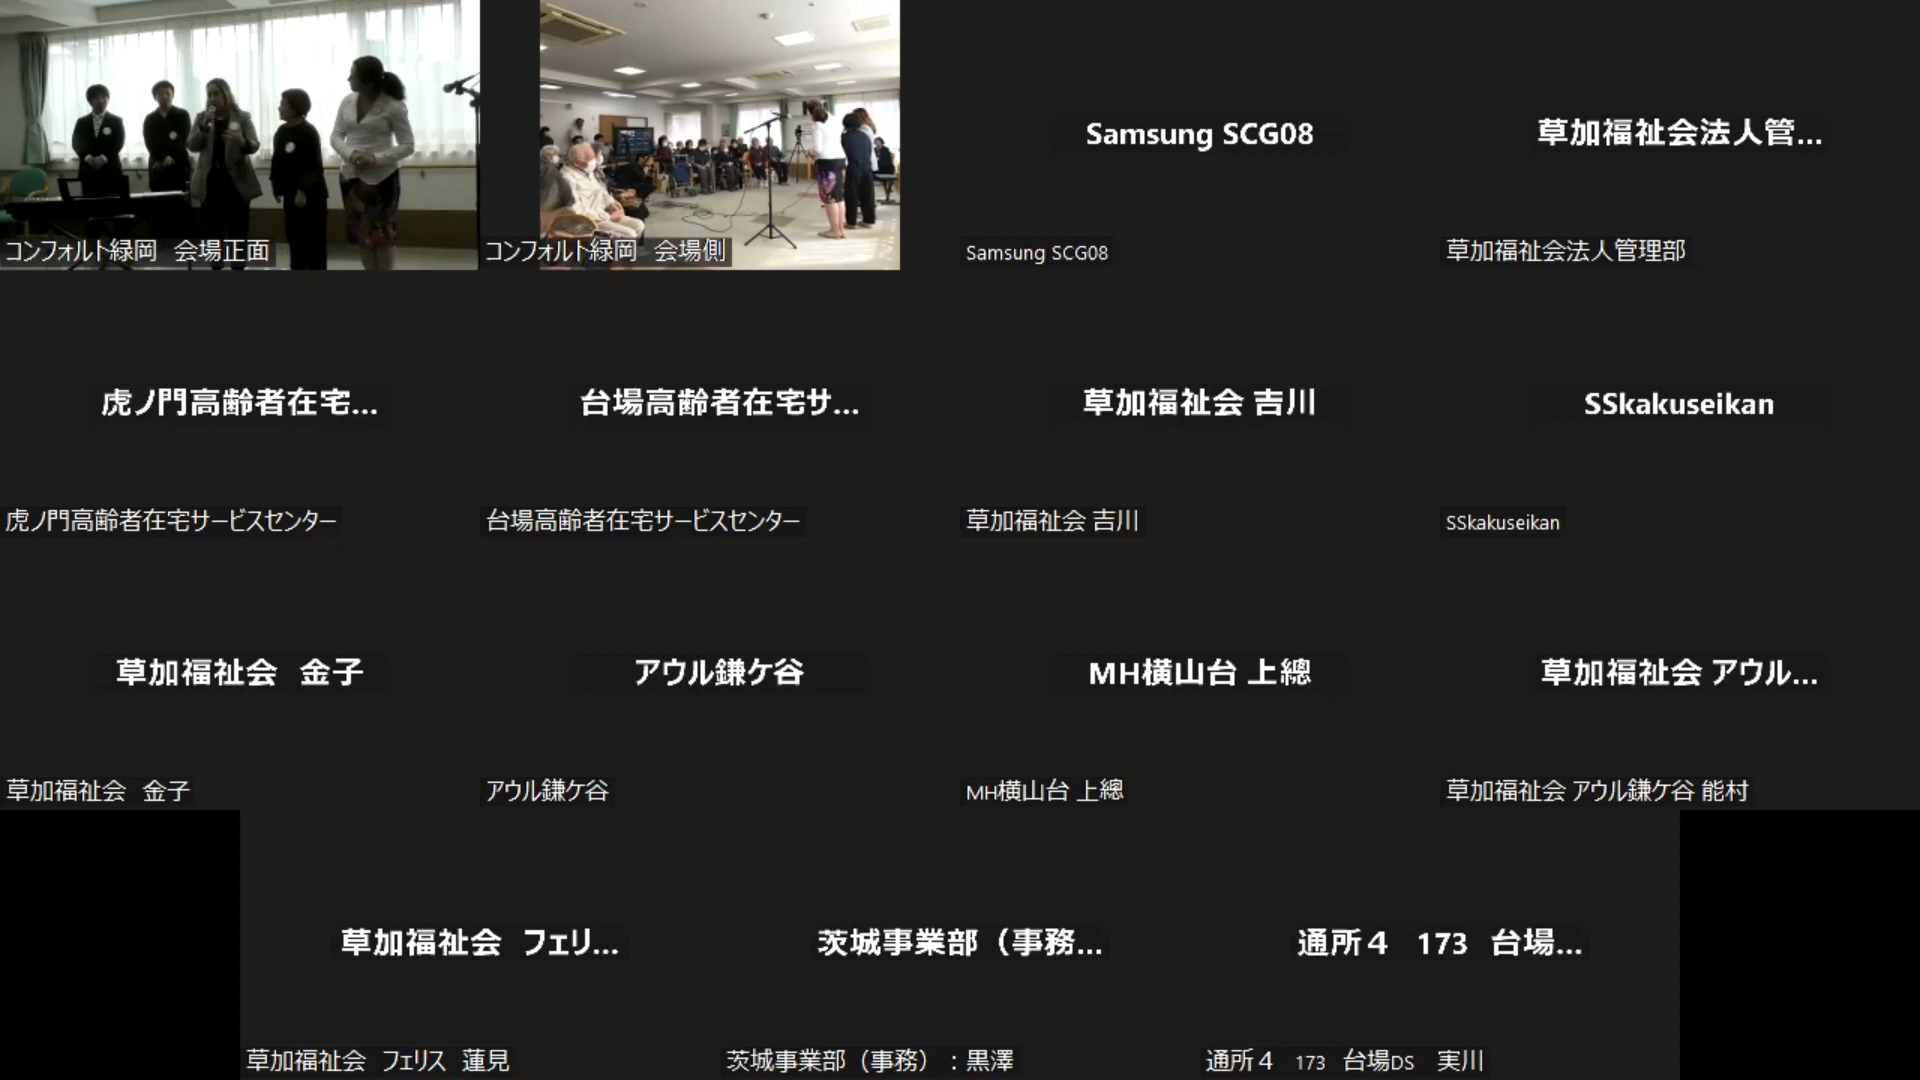 コンフォルト緑岡　会場正面
コンフォルト緑岡　会場側
Samsung SCG08
Samsung SCG08
草加福祉会法人管...
草加福祉会法人管理部
虎ノ門高齢者在宅...
虎ノ門高齢者在宅サービスセンター
台場高齢者在宅サ...
台場高齢者在宅サービスセンター
草加福祉会 吉川
草加福祉会 吉川
SSkakuseikan
SSkakuseikan
草加福祉会　金子
草加福祉会　金子
アウル鎌ケ谷
アウル鎌ケ谷
MH横山台 上總
MH横山台 上總
草加福祉会 アウル...
草加福祉会 アウル鎌ケ谷 能村
草加福祉会　フェリ...
草加福祉会　フェリス　蓮見
茨城事業部（事務...
茨城事業部（事務）：黒澤
通所４　173　台場...
通所４　173　台場DS　実川